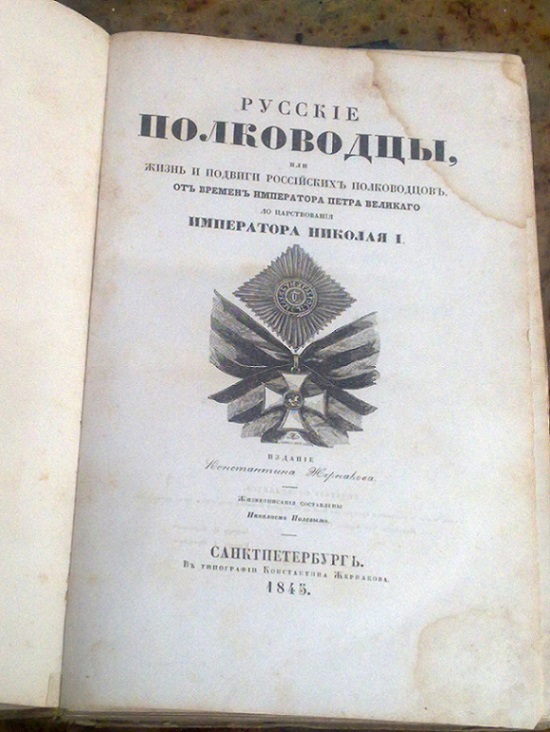 РУССКІЕ
ПОЛКОВОДЦЫ,
ИЛИ
ЖИЗНЬ И ПОДВИГИ РОССІЙСКИХЪ ПОЛКОВОДЦОВЪ.
ОТЪ ВРЕМЕНЪ ИМПЕРАТОРА ПЕТРА ВЕЛИКАГО
ДО ЦАРСТВОВАНІЯ
ИМПЕРАТОРА НИКОЛАЯ I.
ИЗДАНІЕ
Константина Жернакова.
Жизнеописанія составлены
Николаемъ Полевымъ.
САНКТПЕТЕРБУРГЪ.
Въ типографіи Константина Жернакова.
1845.